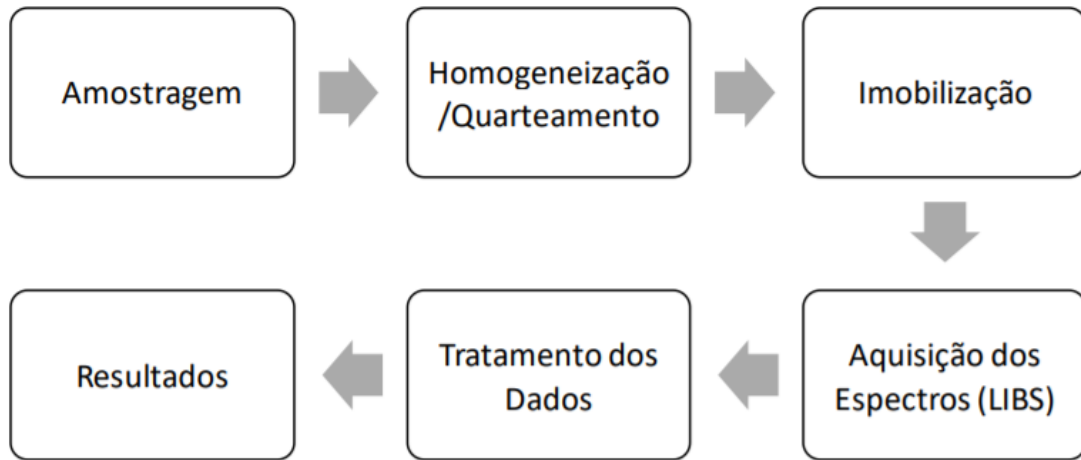 Amostragem
Homogeneização
/Quarteamento
Imobilização
Aquisição dos
Espectros (LIBS)
Tratamento dos
Dados
Resultados